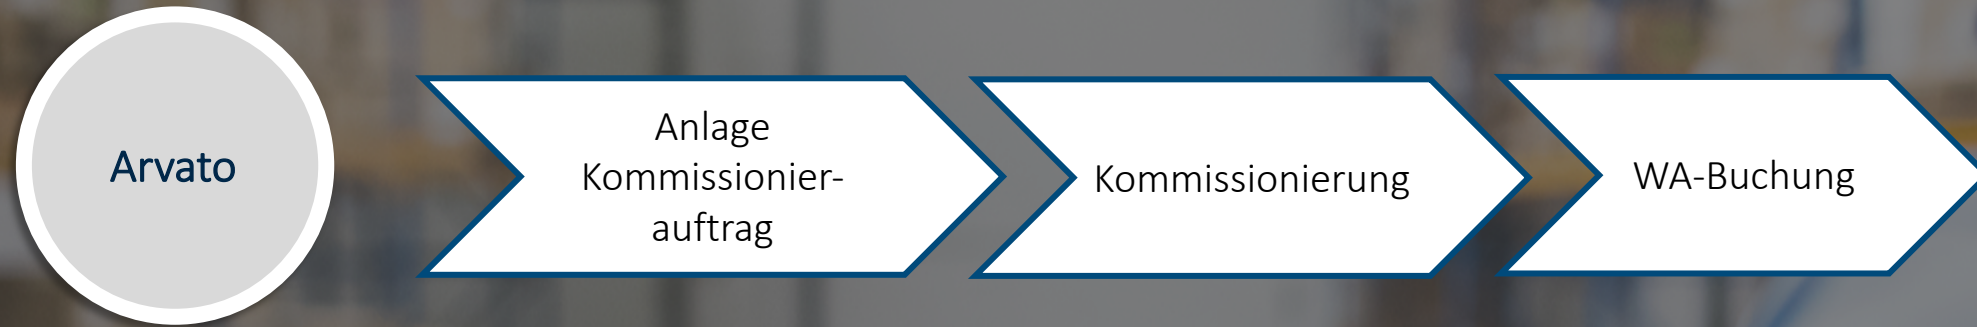 Arvato
Anlage
Kommissionier-
auftrag
Kommissionierung
WA-Buchung